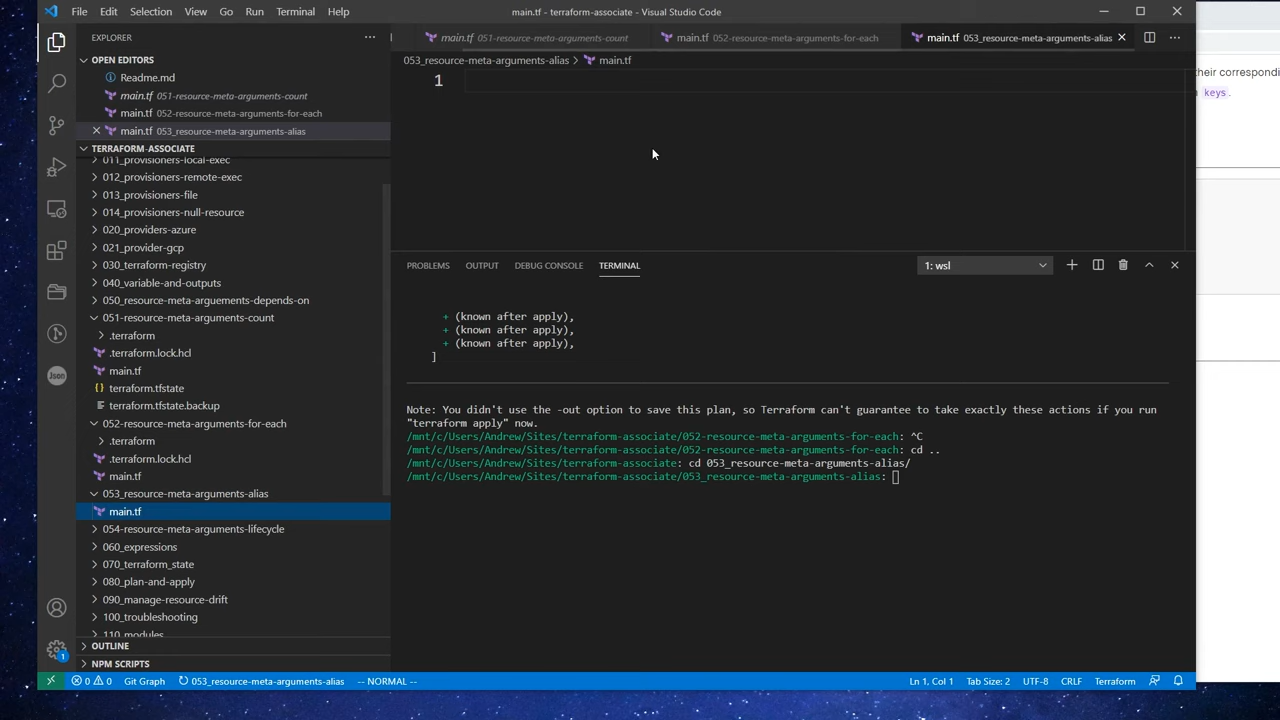 File Edit Selection View Go Run Terminal Help
main.tf - terraform-associate - Visual Studio Code
EXPLORER
OPEN EDITORS
Readme.md
main.tf 051-resource-meta-arguments-count
main.tf 052-resource-meta-arguments-for-each
main.tf 053_resource-meta-arguments-alias
TERRAFORM-ASSOCIATE
011_provisioners-local-exec
012_provisioners-remote-exec
013_provisioners-file
014_provisioners-null-resource
020_providers-azure
021_provider-gcp
030_terraform-registry
040_variable-and-outputs
050_resource-meta-arguements-depends-on
051-resource-meta-arguments-count
.terraform
.terraform.lock.hcl
main.tf
terraform.tfstate
terraform.tfstate.backup
052-resource-meta-arguments-for-each
.terraform
.terraform.lock.hcl
main.tf
053_resource-meta-arguments-alias
main.tf
054-resource-meta-arguments-lifecycle
060_expressions
070_terraform_state
080_plan-and-apply
090_manage-resource-drift
100_troubleshooting
110_modules
OUTLINE
NPM SCRIPTS
Json
1
main.tf 051-resource-meta-arguments-count
main.tf 052-resource-meta-arguments-for-each
main.tf 053_resource-meta-arguments-alias
053_resource-meta-arguments-alias > main.tf
1
PROBLEMS OUTPUT DEBUG CONSOLE TERMINAL
1: wsl
+ (known after apply),
+ (known after apply),
+ (known after apply),
]
Note: You didn't use the -out option to save this plan, so Terraform can't guarantee to take exactly these actions if you run
"terraform apply" now.
/mnt/c/Users/Andrew/Sites/terraform-associate/052-resource-meta-arguments-for-each: ^C
/mnt/c/Users/Andrew/Sites/terraform-associate/052-resource-meta-arguments-for-each: cd ..
/mnt/c/Users/Andrew/Sites/terraform-associate: cd 053_resource-meta-arguments-alias/
/mnt/c/Users/Andrew/Sites/terraform-associate/053_resource-meta-arguments-alias:
0 0 Git Graph 053_resource-meta-arguments-alias -- NORMAL --
Ln 1, Col 1 Tab Size: 2 UTF-8 CRLF Terraform
their correspondi
keys.